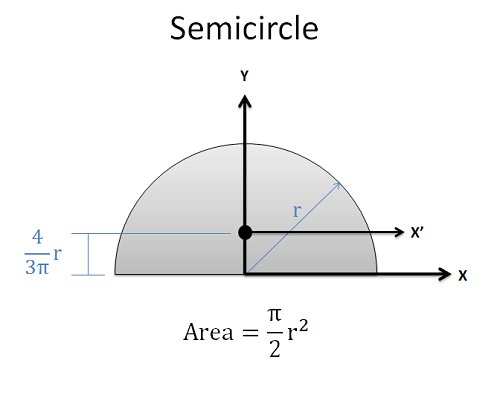 Semicircle
Y
r
X'
4/3π r
X
Area = π/2 r²